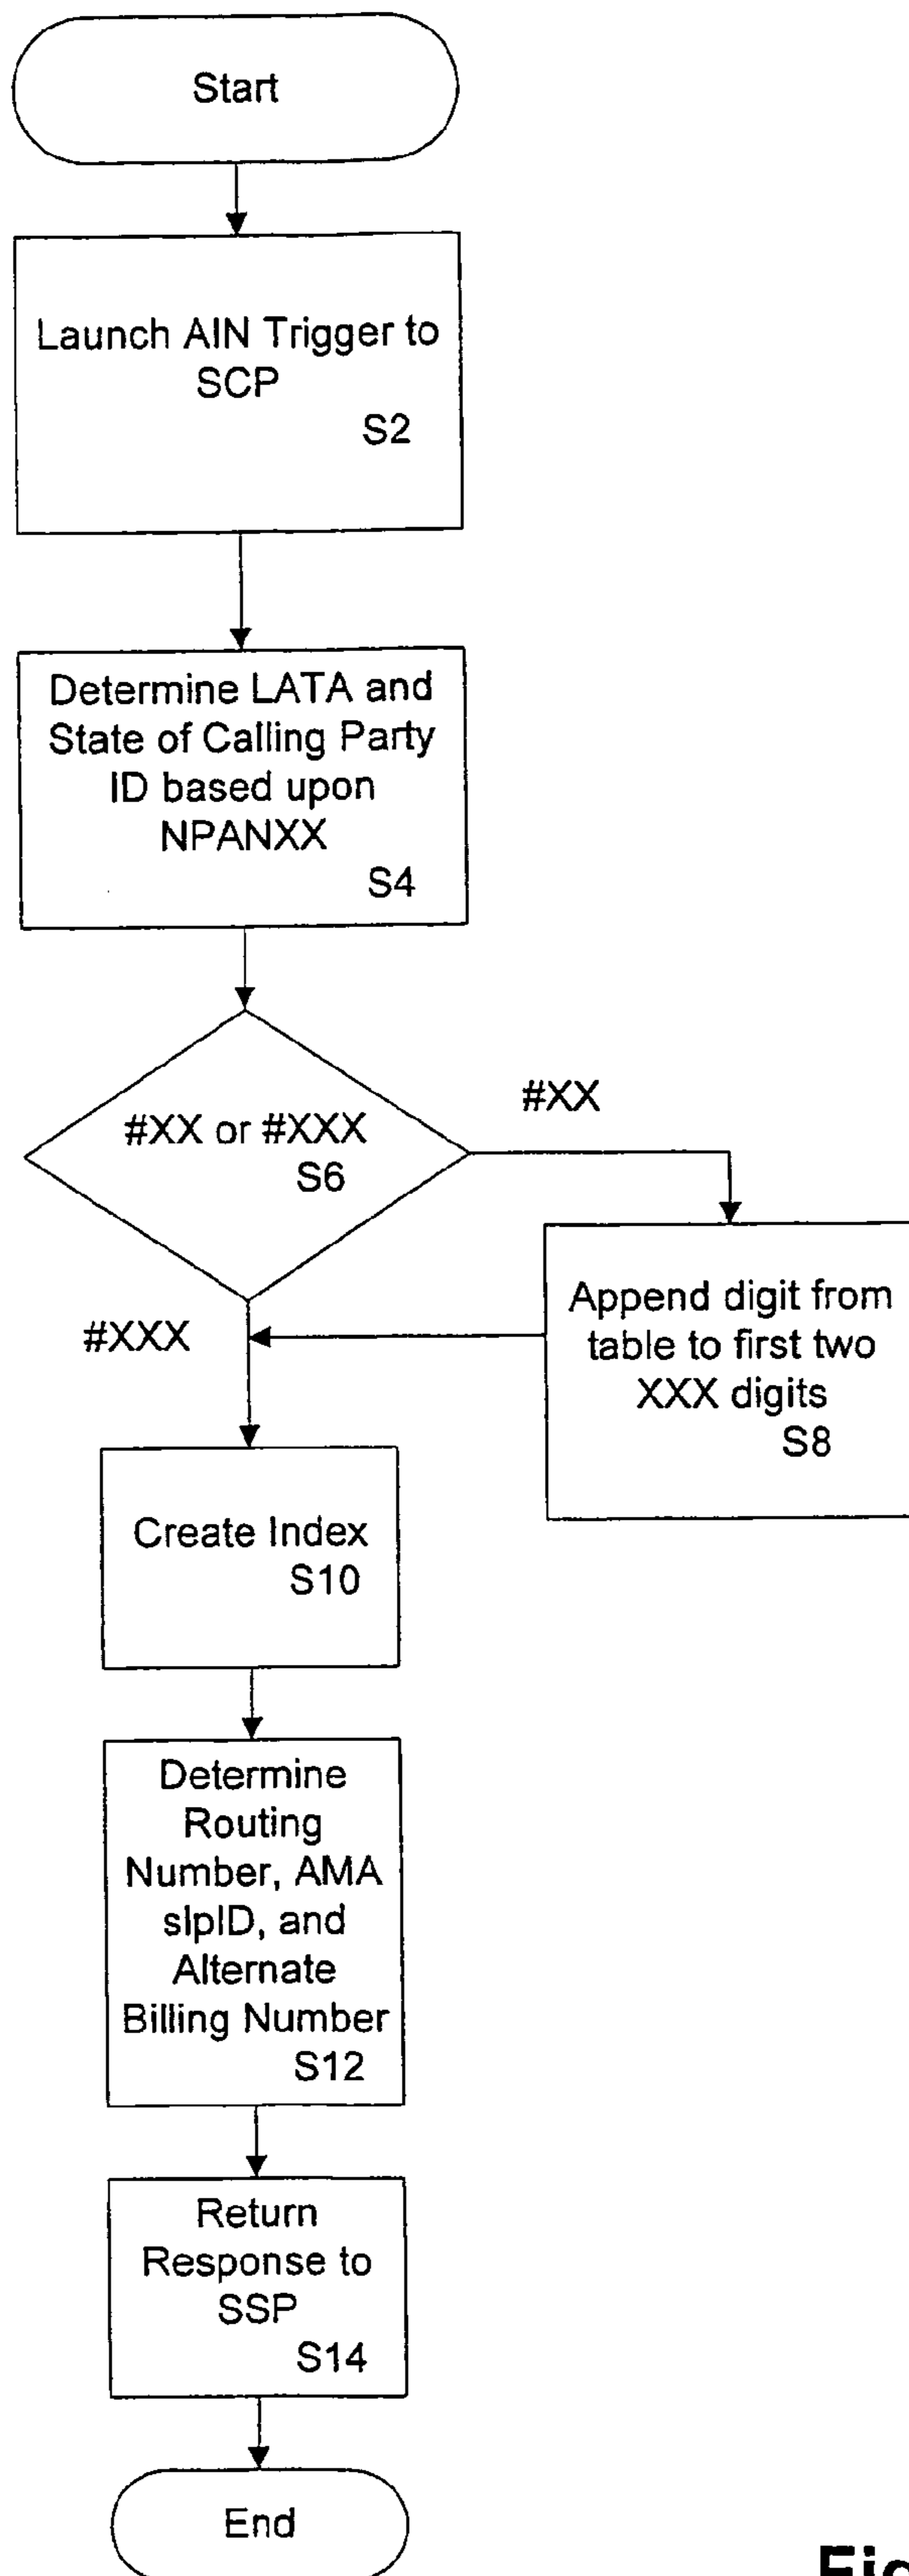 Start
Launch AIN Trigger to
SCP
S2
Determine LATA and
State of Calling Party
ID based upon
NPANXX
S4
#XX or #XXX
S6
#XX
Append digit from
table to first two
XXX digits
S8
#XXX
Create Index
S10
Determine
Routing
Number, AMA
slpID, and
Alternate
Billing Number
S12
Return
Response to
SSP
S14
End